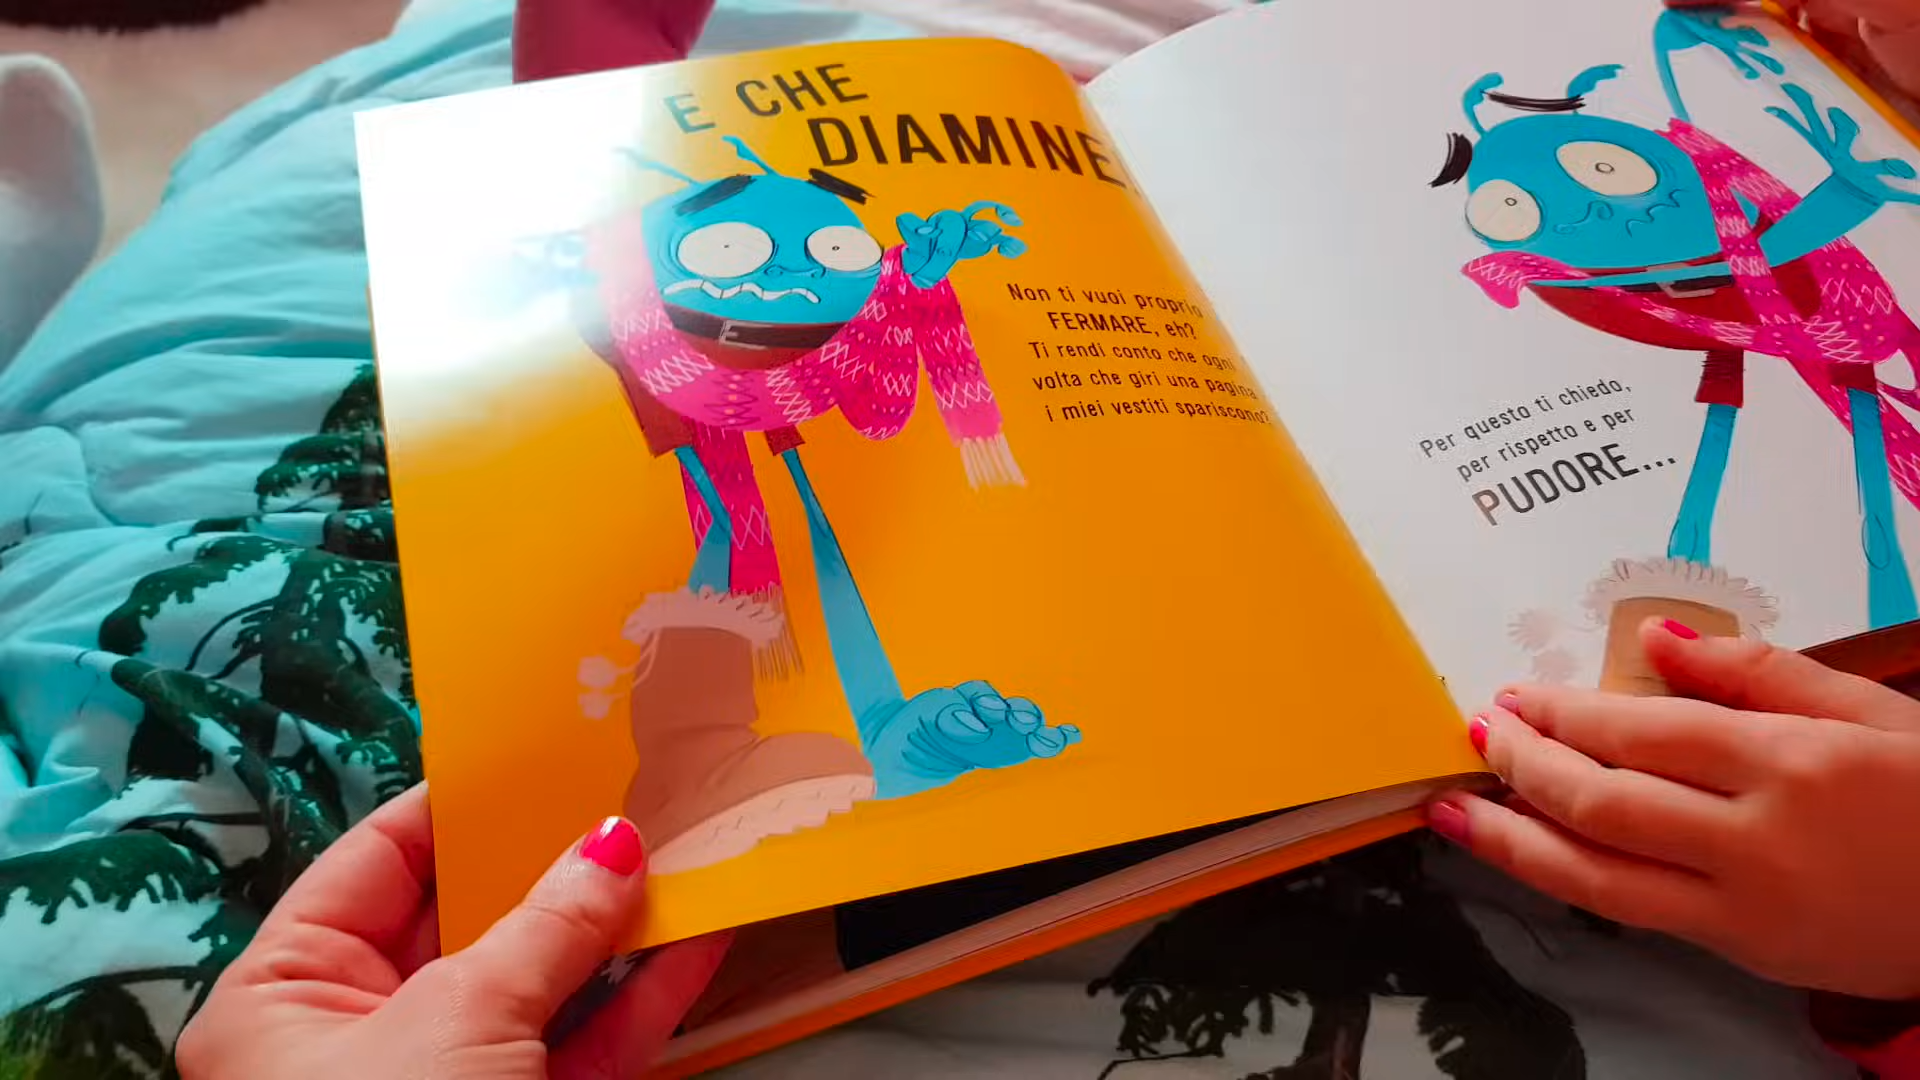 E CHE
DIAMINE
Non ti vuoi proprio
FERMARE, eh?
Ti rendi conto che ogni
volta che giri una pagina
i miei vestiti spariscono?
Per questo ti chiedo,
per rispetto e per
PUDORE...